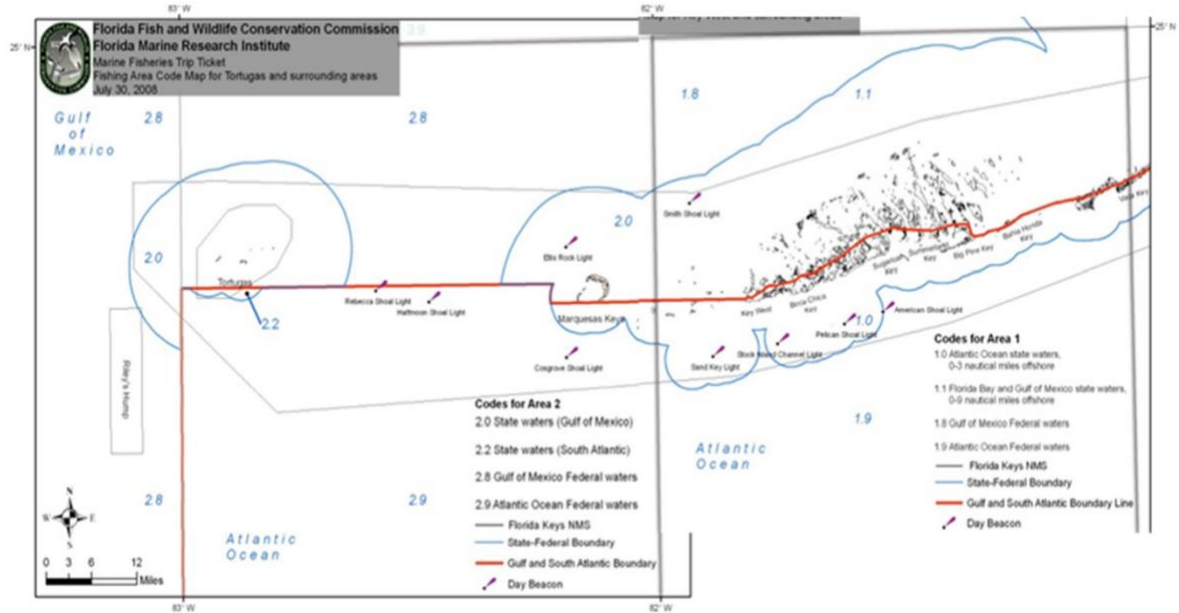 83° W
82° W
Florida Fish and Wildlife Conservation Commission
3.9
Florida Marine Research Institute
Marine Fisheries Trip Ticket
Fishing Area Code Map for Tortugas and surrounding areas
July 30, 2008
25° N
25° N
Gulf
of
Mexico
2.8
2.8
1.8
1.1
2.0
2.0
Smith Shoal Light
Ellis Rock Light
Tortugas
Rebecca Shoal Light
Halfmoon Shoal Light
2.2
Marquesas Keys
Cosgrove Shoal Light
Key West
Boca Chica
Key
Sugarloaf
Key
Summerland
Key
Big Pine Key
Bahia Honda
Key
American Shoal Light
1.0
Pelican Shoal Light
Stock Island Channel Light
Sand Key Light
Riley's Hump
1.9
Atlantic
Ocean
2.8
2.9
Atlantic
Ocean
Codes for Area 2
2.0 State waters (Gulf of Mexico)
2.2 State waters (South Atlantic)
2.8 Gulf of Mexico Federal waters
2.9 Atlantic Ocean Federal waters
Florida Keys NMS
State-Federal Boundary
Gulf and South Atlantic Boundary
Day Beacon
Codes for Area 1
1.0 Atlantic Ocean state waters,
0-3 nautical miles offshore
1.1 Florida Bay and Gulf of Mexico state waters,
0-9 nautical miles offshore
1.8 Gulf of Mexico Federal waters
1.9 Atlantic Ocean Federal waters
Florida Keys NMS
State-Federal Boundary
Gulf and South Atlantic Boundary Line
Day Beacon
N
W E
S
0 3 6 12
Miles
83° W
82° W